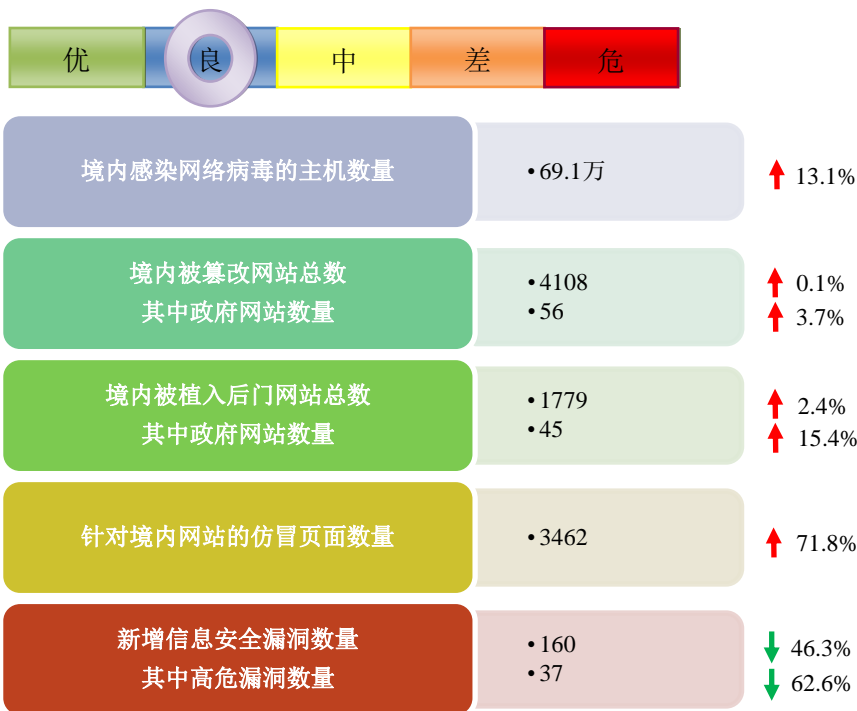 优 良 中 差 危
境内感染网络病毒的主机数量 •69.1万 13.1%
境内被篡改网站总数 •4108 0.1%
其中政府网站数量 •56 3.7%
境内被植入后门网站总数 •1779 2.4%
其中政府网站数量 •45 15.4%
针对境内网站的仿冒页面数量 •3462 71.8%
新增信息安全漏洞数量 •160 46.3%
其中高危漏洞数量 •37 62.6%